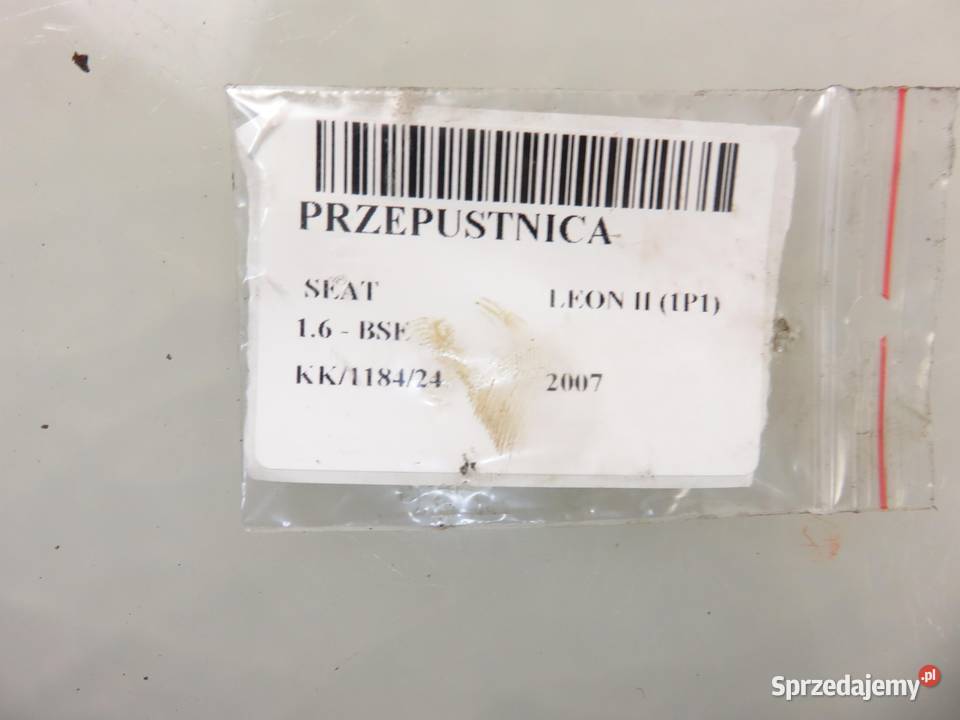 PRZEPUSTNICA
SEAT LEON II (1P1)
1.6 - BSE
KK/1184/24 2007
Sprzedajemy.pl